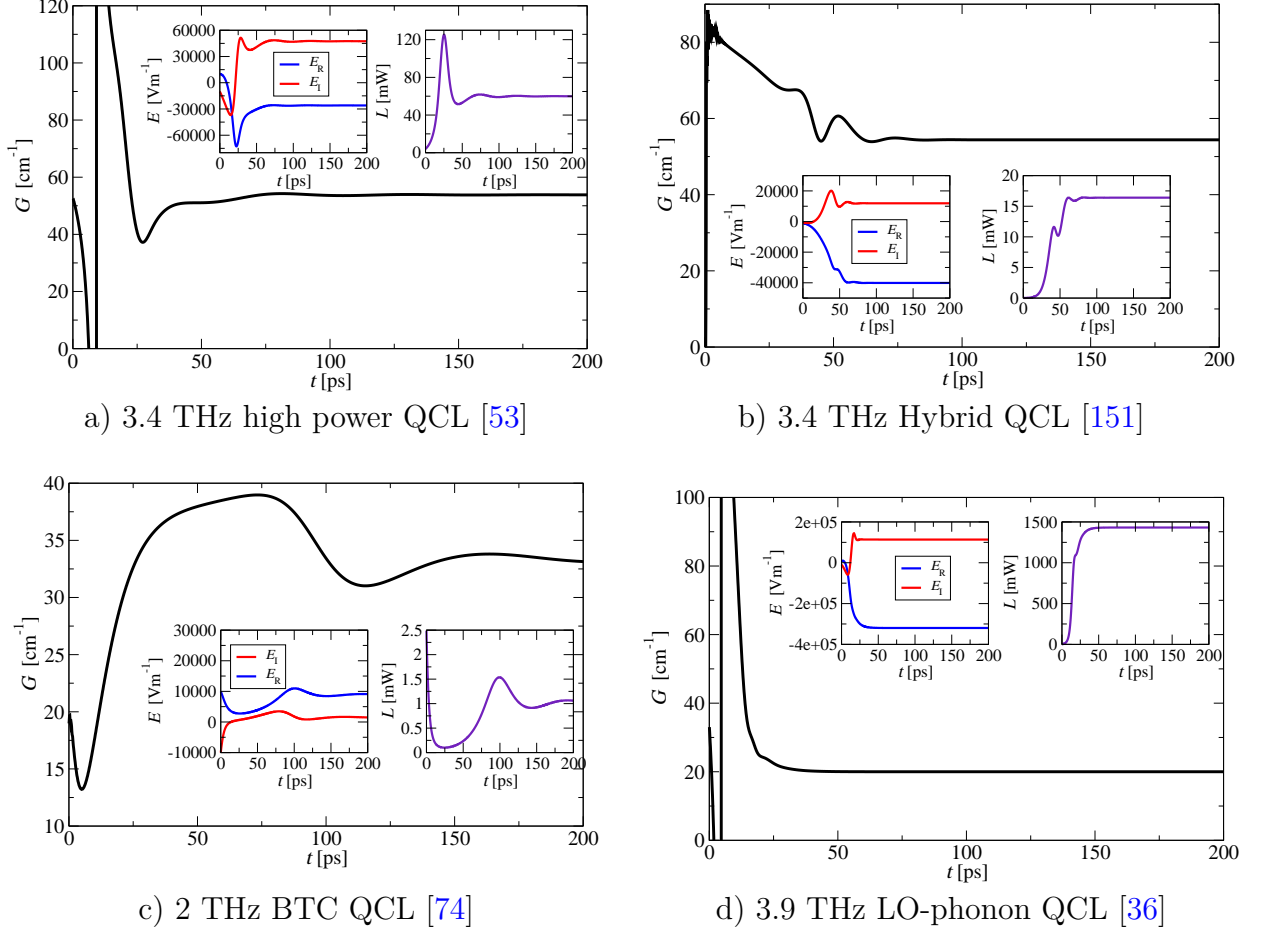 120
100
80
60
40
20
0
G [cm⁻¹]
0 50 100 150 200
t [ps]
60000
30000
0
-30000
-60000
E [Vm⁻¹]
E_R
E_I
0 50 100 150 200
t [ps]
120
80
40
0
L [mW]
0 50 100 150 200
t [ps]
a) 3.4 THz high power QCL [53]
80
60
40
20
0
G [cm⁻¹]
0 50 100 150 200
t [ps]
20000
0
-20000
-40000
E [Vm⁻¹]
E_R
E_I
0 50 100 150 200
t [ps]
20
15
10
5
0
L [mW]
0 50 100 150 200
t [ps]
b) 3.4 THz Hybrid QCL [151]
40
35
30
25
20
15
10
G [cm⁻¹]
0 50 100 150 200
t [ps]
30000
20000
10000
0
-10000
E [Vm⁻¹]
E_I
E_R
0 50 100 150 200
t [ps]
2.5
2
1.5
1
0.5
0
L [mW]
0 50 100 150 200
t [ps]
c) 2 THz BTC QCL [74]
100
80
60
40
20
0
G [cm⁻¹]
0 50 100 150 200
t [ps]
2e+05
0
-2e+05
-4e+05
E [Vm⁻¹]
E_R
E_I
0 50 100 150 200
t [ps]
1500
1000
500
0
L [mW]
0 50 100 150 200
t [ps]
d) 3.9 THz LO-phonon QCL [36]